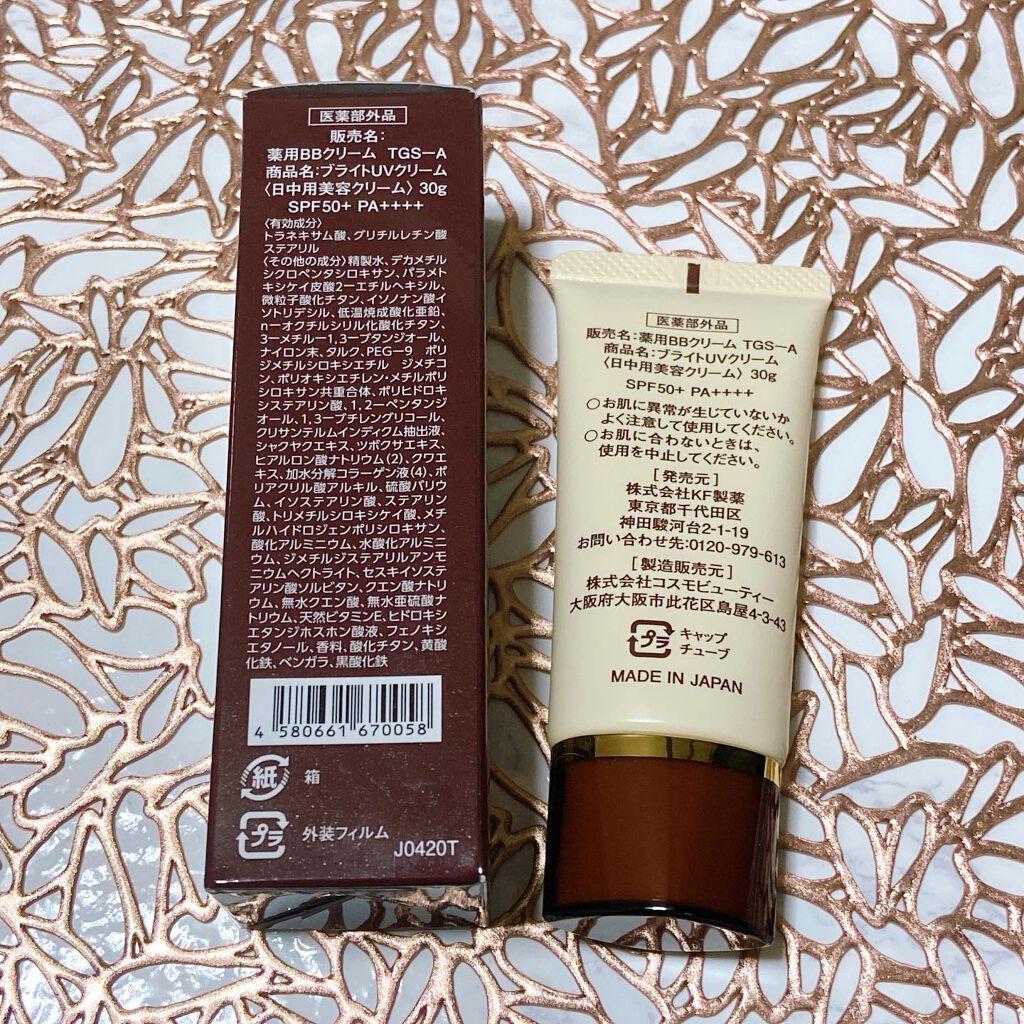 医薬部外品
販売名:
薬用BBクリーム TGSーA
商品名:ブライトUVクリーム
〈日中用美容クリーム〉30g
SPF50+ PA++++
〈有効成分〉
トラネキサム酸、グリチルレチン酸
ステアリル
〈その他の成分〉精製水、デカメチル
シクロペンタシロキサン、パラメト
キシケイ皮酸2ーエチルヘキシル、
微粒子酸化チタン、イソノナン酸イ
ソトリデシル、低温焼成酸化亜鉛、
nーオクチルシリル化酸化チタン、
3ーメチルー1,3ーブタンジオール、
ナイロン末、タルク、PEGー9 ポリ
ジメチルシロキシエチル ジメチコ
ン、ポリオキシエチレン・メチルポリ
シロキサン共重合体、ポリヒドロキ
システアリン酸、1,2ーペンタンジ
オール、1,3ーブチレングリコール、
クリサンテルムインディクム抽出液、
シャクヤクエキス、ツボクサエキス、
ヒアルロン酸ナトリウム(2)、クワエ
キス、加水分解コラーゲン液(4)、ポ
リアクリル酸アルキル、硫酸バリウ
ム、イソステアリン酸、ステアリン
酸、トリメチルシロキシケイ酸、メチ
ルハイドロジェンポリシロキサン、
酸化アルミニウム、水酸化アルミニ
ウム、ジメチルジステアリルアンモ
ニウムヘクトライト、セスキイソステ
アリン酸ソルビタン、クエン酸ナトリ
ウム、無水クエン酸、無水亜硫酸ナ
トリウム、天然ビタミンE、ヒドロキシ
エタンジホスホン酸液、フェノキシ
エタノール、香料、酸化チタン、黄酸
化鉄、ベンガラ、黒酸化鉄
4 580661 670058
紙 箱
プラ 外装フィルム
J0420T
医薬部外品
販売名:薬用BBクリーム TGSーA
商品名:ブライトUVクリーム
〈日中用美容クリーム〉30g
SPF50+ PA++++
○お肌に異常が生じていないか
よく注意して使用してください。
○お肌に合わないときは、
使用を中止してください。
[発売元]
株式会社KF製薬
東京都千代田区
神田駿河台2-1-19
お問い合わせ先:0120-979-613
[製造販売元]
株式会社コスモビューティー
大阪府大阪市此花区島屋4-3-43
プラ キャップ
チューブ
MADE IN JAPAN